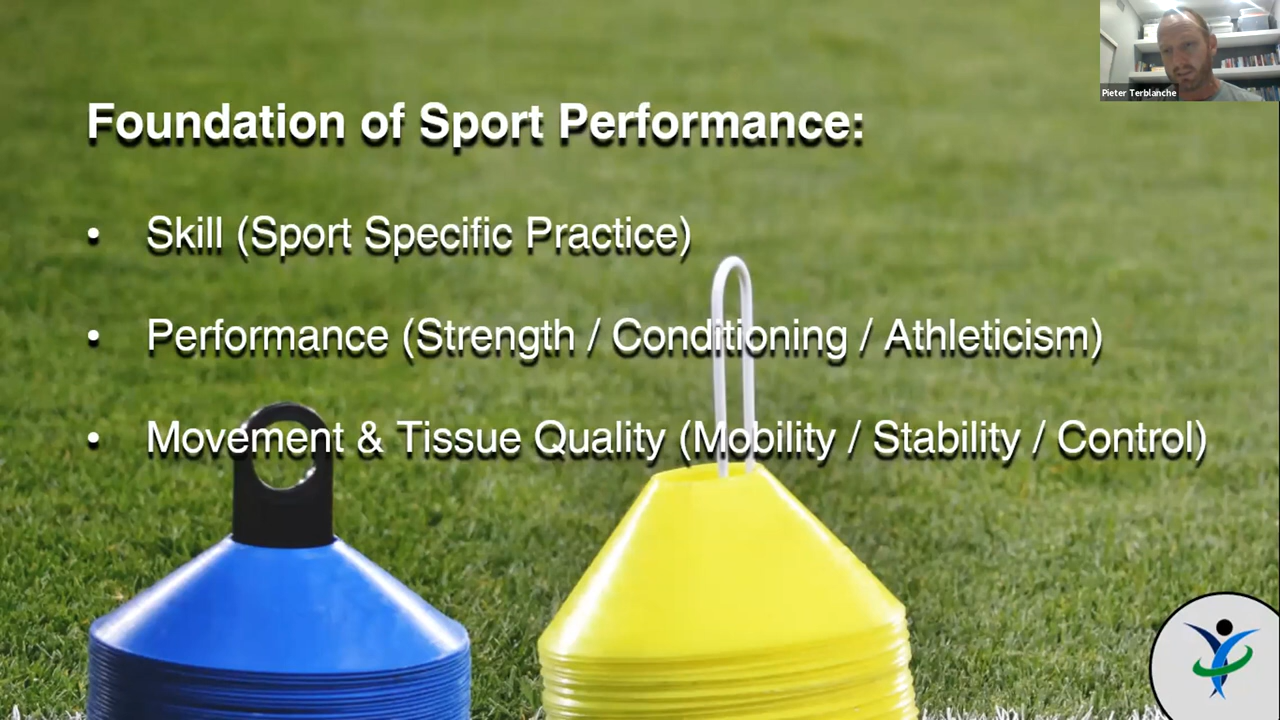 Pieter Terblanche
Foundation of Sport Performance:
• Skill (Sport Specific Practice)
• Performance (Strength / Conditioning / Athleticism)
• Movement & Tissue Quality (Mobility / Stability / Control)